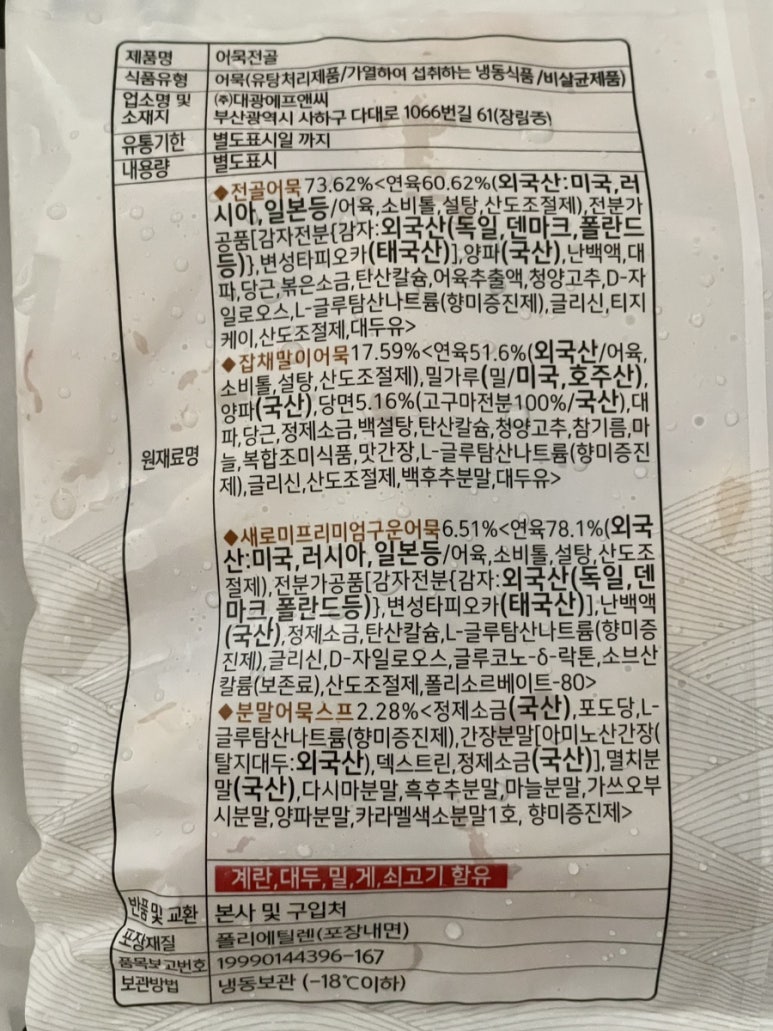 제품명 어묵전골
식품유형 어묵(유탕처리제품/가열하여 섭취하는 냉동식품/비살균제품)
업소명 및 소재지 ㈜대광에프앤씨
부산광역시 사하구 다대로 1066번길 61(장림동)
유통기한 별도표시일 까지
내용량 별도표시
원재료명
◆전골어묵 73.62%<연육60.62%(외국산:미국,러
시아,일본등/어육,소비톨,설탕,산도조절제),전분가
공품[감자전분{감자:외국산(독일,덴마크,폴란드
등)},변성타피오카(태국산)],양파(국산),난백액,대
파,당근,볶은소금,탄산칼슘,어육추출액,청양고추,D-자
일로오스,L-글루탐산나트륨(향미증진제),글리신,티지
케이,산도조절제,대두유>
◆잡채말이어묵17.59%<연육51.6%(외국산/어육,
소비톨,설탕,산도조절제),밀가루(밀/미국,호주산),
양파(국산),당면5.16%(고구마전분100%/국산),대
파,당근,정제소금,백설탕,탄산칼슘,청양고추,참기름,마
늘,복합조미식품,맛간장,L-글루탐산나트륨(향미증진
제),글리신,산도조절제,백후추분말,대두유>
◆새로미프리미엄구운어묵6.51%<연육78.1%(외국
산:미국,러시아,일본등/어육,소비톨,설탕,산도조
절제),전분가공품[감자전분{감자:외국산(독일,덴
마크,폴란드등)},변성타피오카(태국산)],난백액
(국산),정제소금,탄산칼슘,L-글루탐산나트륨(향미증
진제),글리신,D-자일로오스,글루코노-δ-락톤,소브산
칼륨(보존료),산도조절제,폴리소르베이트-80>
◆분말어묵스프2.28%<정제소금(국산),포도당,L-
글루탐산나트륨(향미증진제),간장분말[아미노산간장(
탈지대두:외국산),덱스트린,정제소금(국산)],멸치분
말(국산),다시마분말,흑후추분말,마늘분말,가쓰오부
시분말,양파분말,카라멜색소분말1호, 향미증진제>
계란,대두,밀,게,쇠고기 함유
반품및 교환 본사 및 구입처
포장재질 폴리에틸렌(포장내면)
품목보고번호 19990144396-167
보관방법 냉동보관 (-18℃이하)